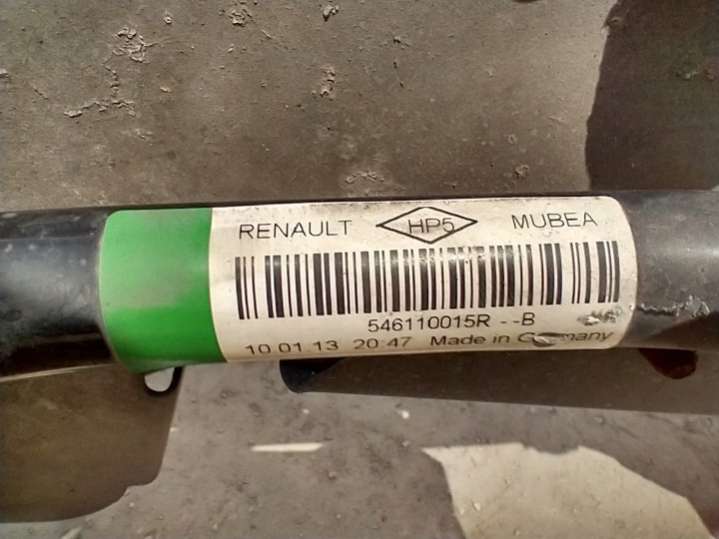 RENAULT HP5 MUBEA
546110015R - -B
10 01 13 20 47 Made in Germany